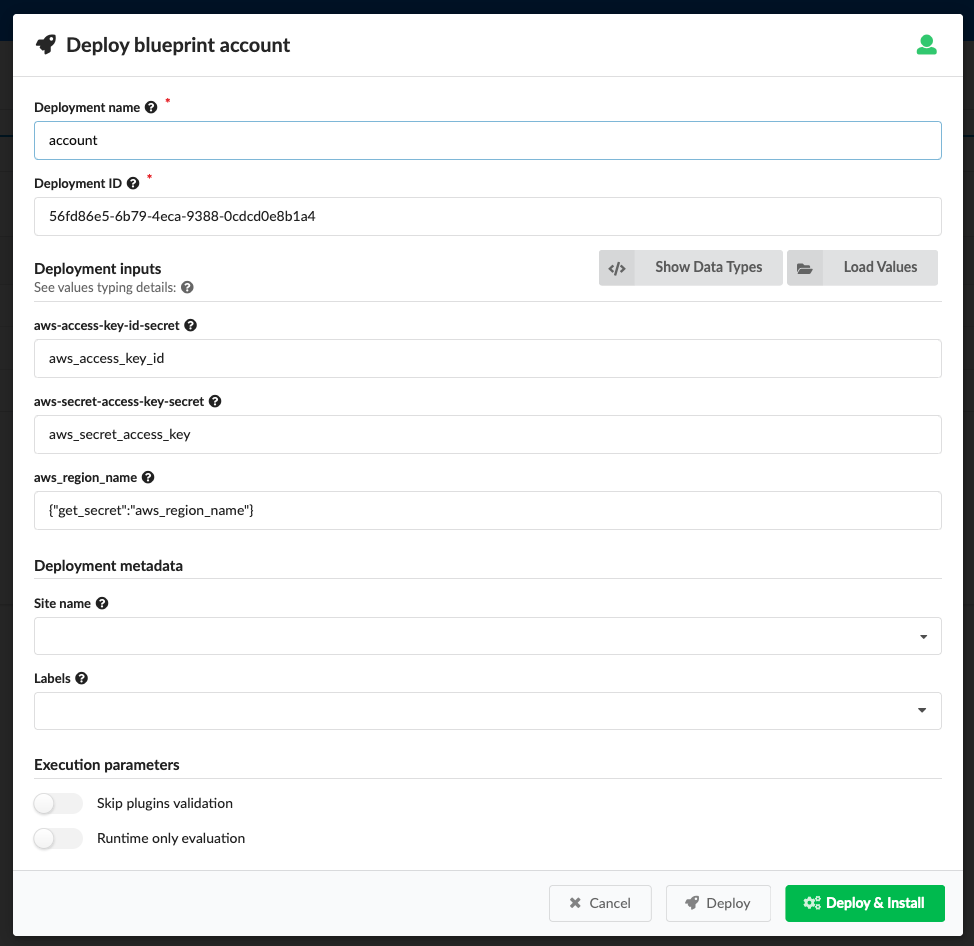 Deploy blueprint account
Deployment name *
account
Deployment ID *
56fd86e5-6b79-4eca-9388-0cdcd0e8b1a4
Deployment inputs
See values typing details:
Show Data Types
Load Values
aws-access-key-id-secret
aws_access_key_id
aws-secret-access-key-secret
aws_secret_access_key
aws_region_name
{"get_secret":"aws_region_name"}
Deployment metadata
Site name
Labels
Execution parameters
Skip plugins validation
Runtime only evaluation
Cancel
Deploy
Deploy & Install